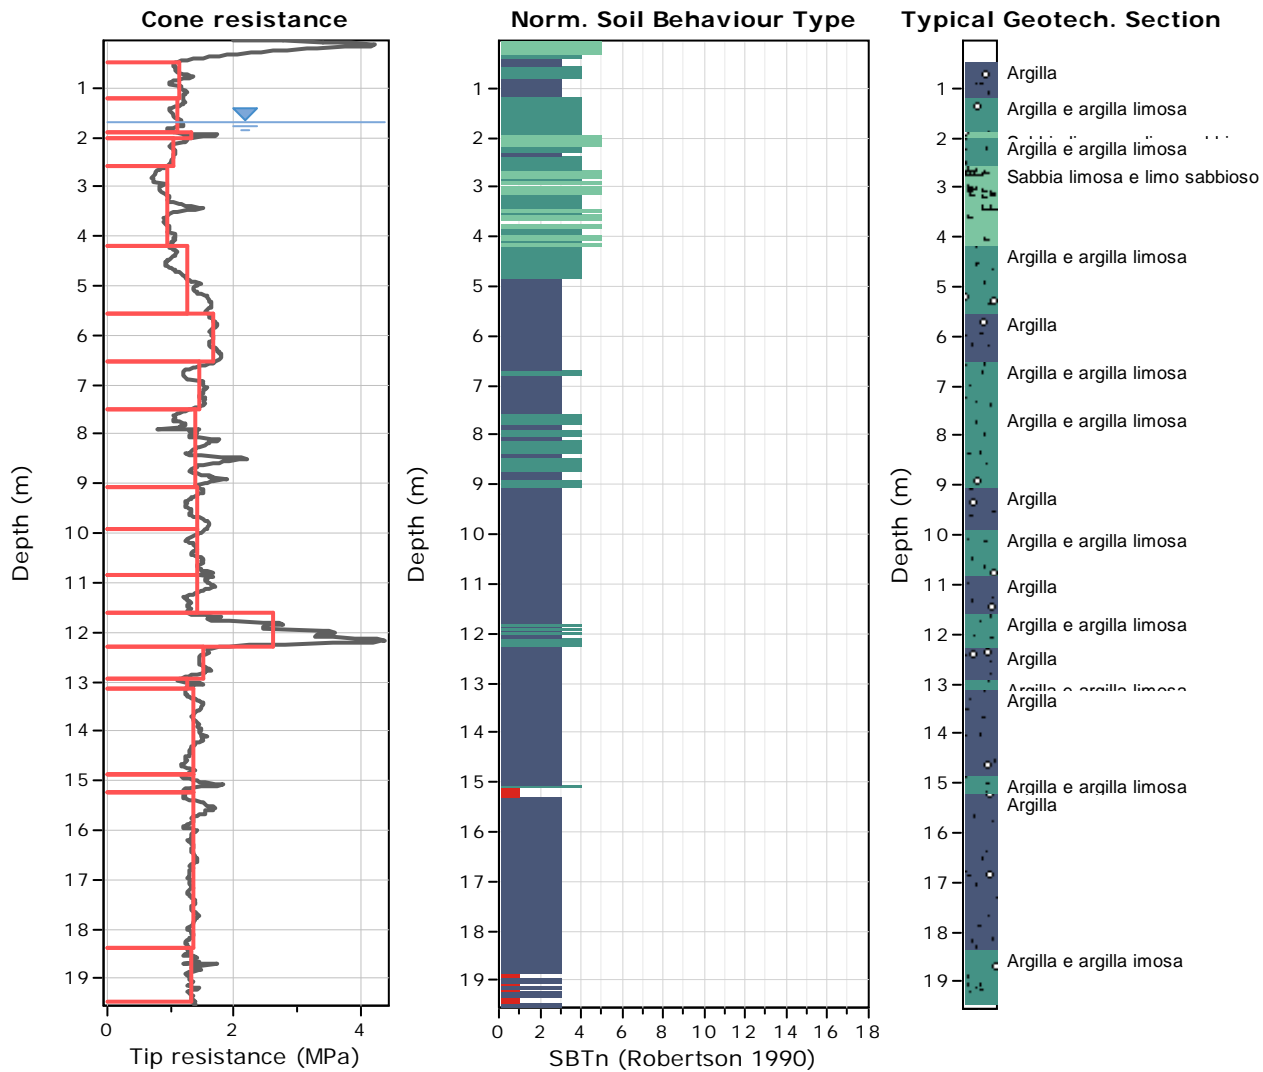 Cone resistance
Norm. Soil Behaviour Type
Typical Geotech. Section
Depth (m)
1
2
3
4
5
6
7
8
9
10
11
12
13
14
15
16
17
18
19
0
2
4
Tip resistance (MPa)
Depth (m)
1
2
3
4
5
6
7
8
9
10
11
12
13
14
15
16
17
18
19
0
2
4
6
8
10
12
14
16
18
SBTn (Robertson 1990)
Depth (m)
1
2
3
4
5
6
7
8
9
10
11
12
13
14
15
16
17
18
19
Argilla
Argilla e argilla limosa
Argilla e argilla limosa
Sabbia limosa e limo sabbioso
Argilla e argilla limosa
Argilla
Argilla e argilla limosa
Argilla e argilla limosa
Argilla
Argilla e argilla limosa
Argilla
Argilla e argilla limosa
Argilla
Argilla e argilla limosa
Argilla
Argilla e argilla limosa
Argilla
Argilla e argilla imosa